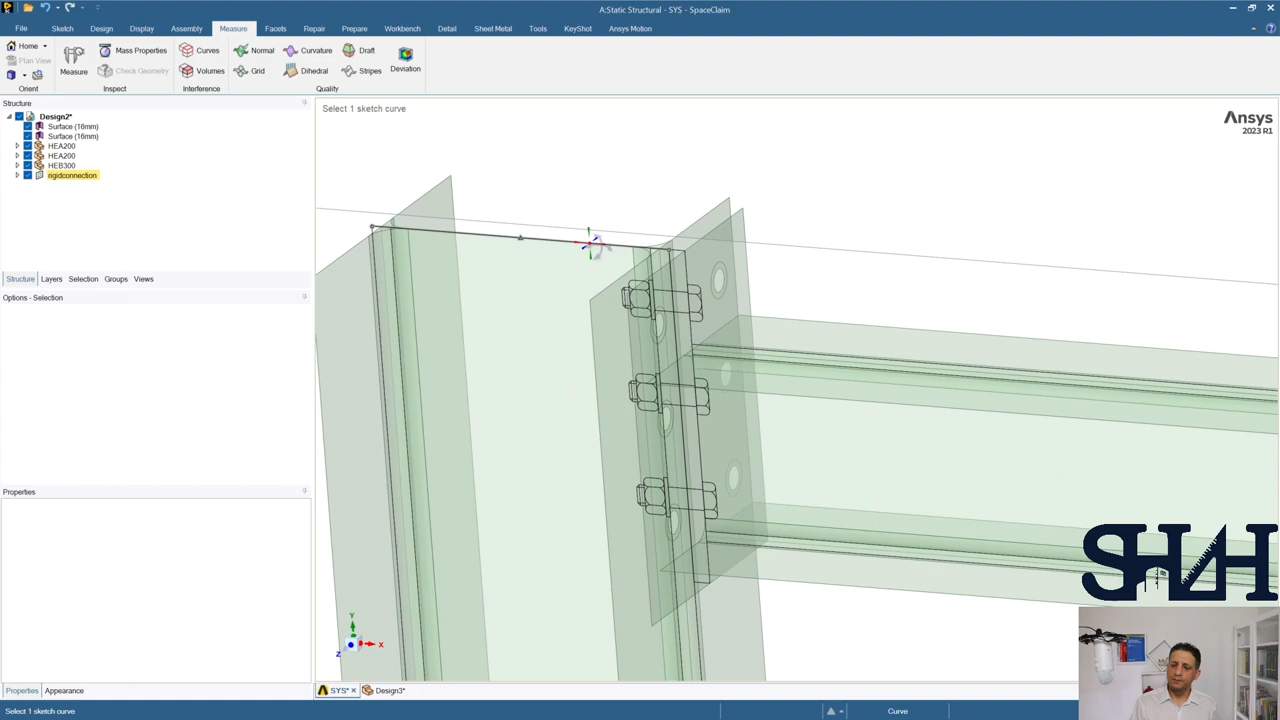 A:Static Structural - SYS - SpaceClaim
File Sketch Design Display Assembly Measure Facets Repair Prepare Workbench Detail Sheet Metal Tools KeyShot Ansys Motion
Home
Plan View
Orient
Measure
Mass Properties
Check Geometry
Inspect
Curves
Volumes
Interference
Normal Curvature Draft
Grid Dihedral Stripes
Deviation
Quality
Structure
Design2*
Surface (16mm)
Surface (16mm)
HEA200
HEA200
HEB300
rigidconnection
Structure Layers Selection Groups Views
Options - Selection
Properties
Properties Appearance
Select 1 sketch curve
Ansys
2023 R1
Y
X
Z
SYS* Design3*
Select 1 sketch curve
Curve